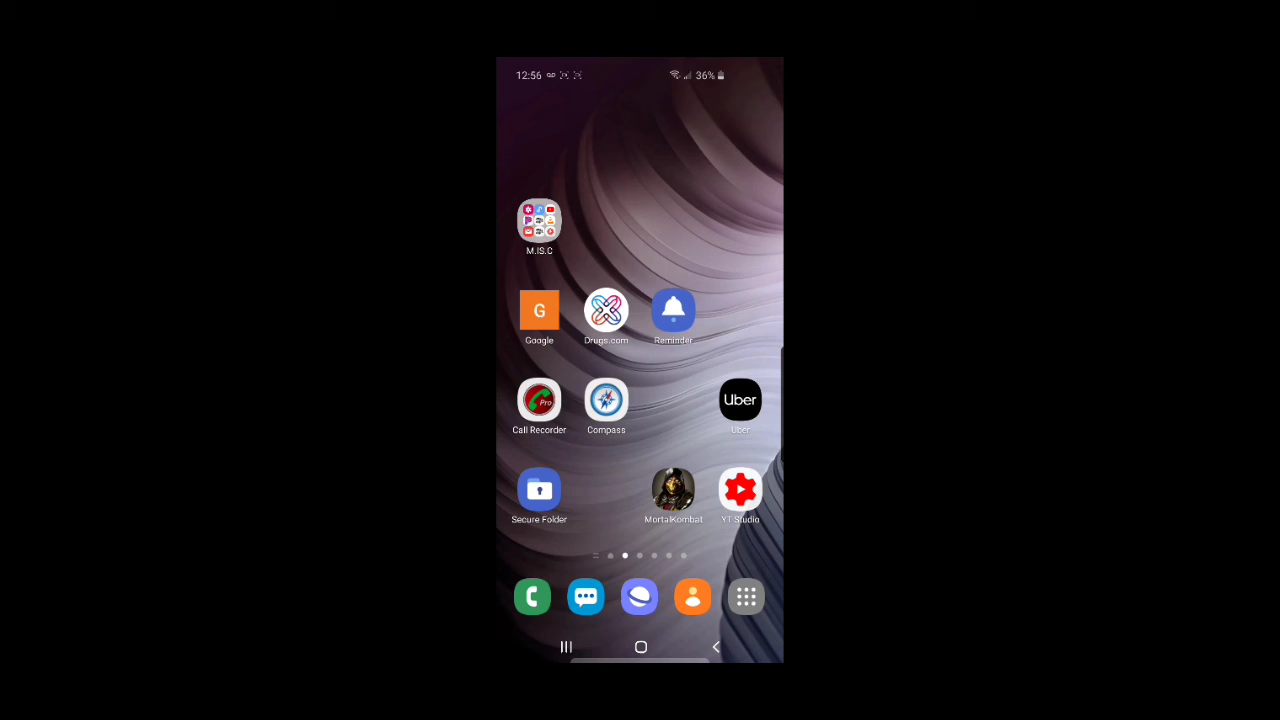 12:56 36%
M.IS.C
G
Google Drugs.com Reminder
Pro Uber
Call Recorder Compass Uber
Secure Folder MortalKombat YT Studio